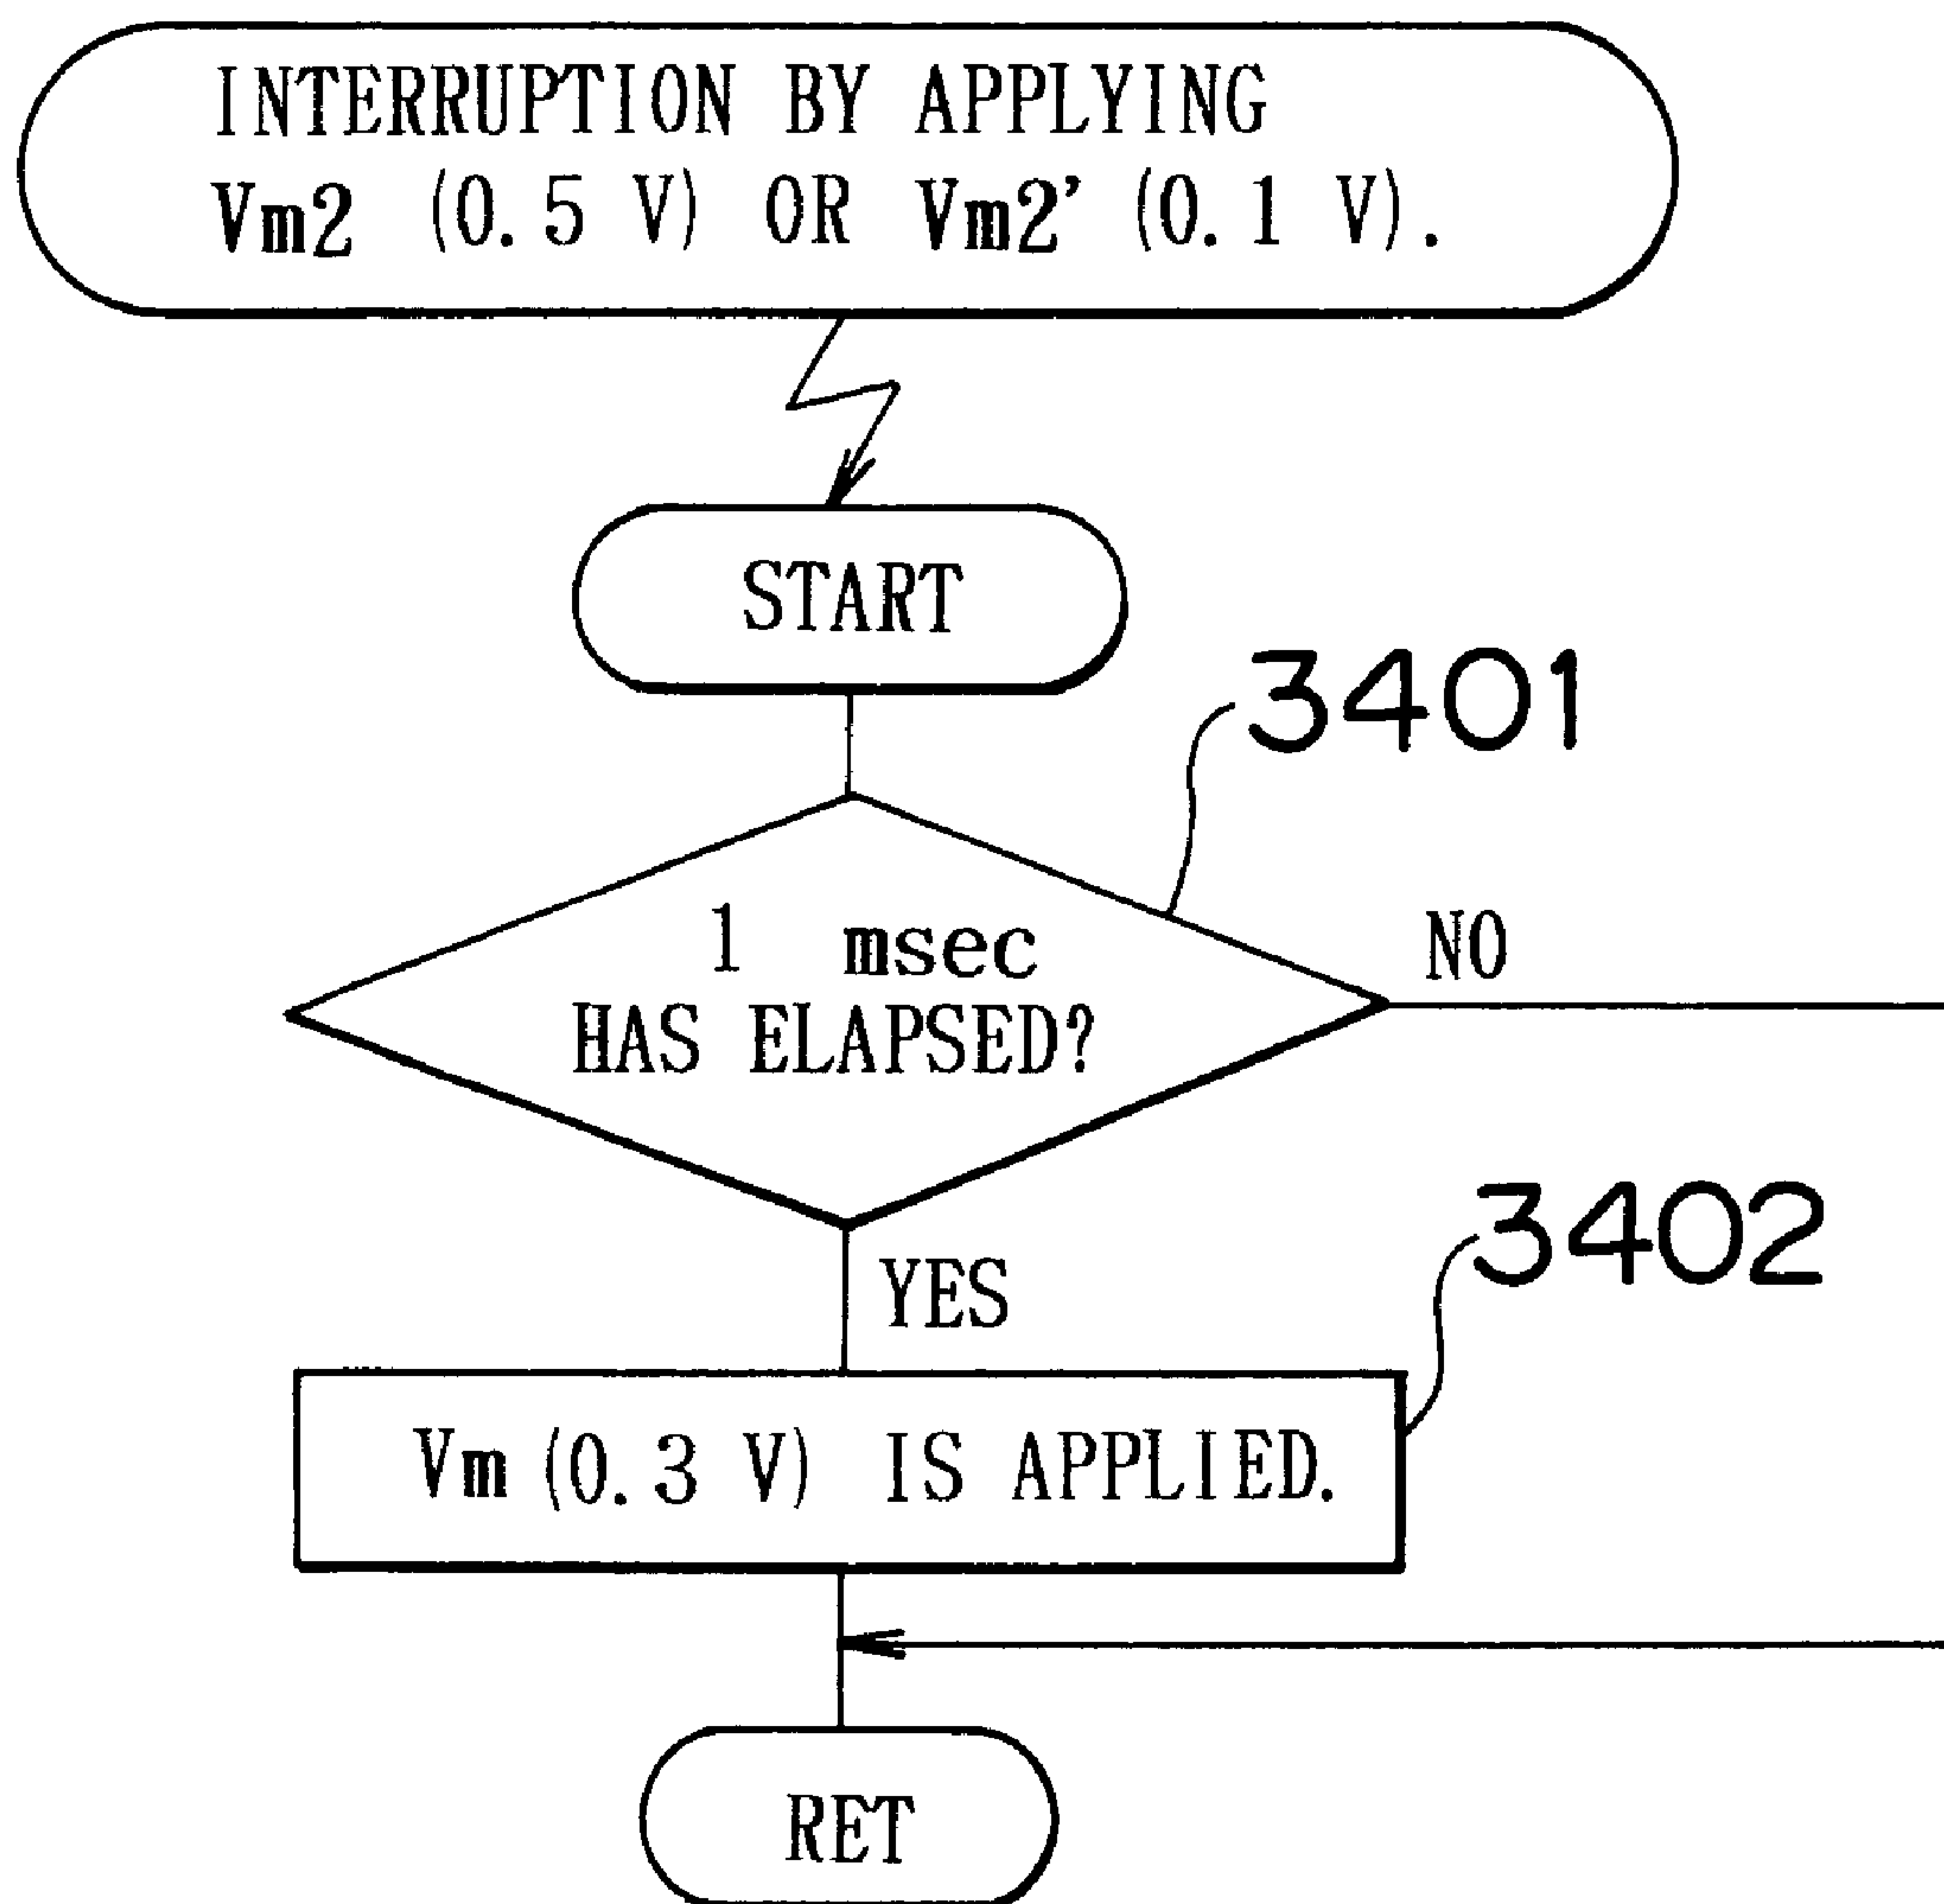 INTERRUPTION BY APPLYING
Vm2 (0.5 V) OR Vm2' (0.1 V).
START
3401
1 msec
HAS ELAPSED?
NO
YES
3402
Vm (0.3 V) IS APPLIED.
RET